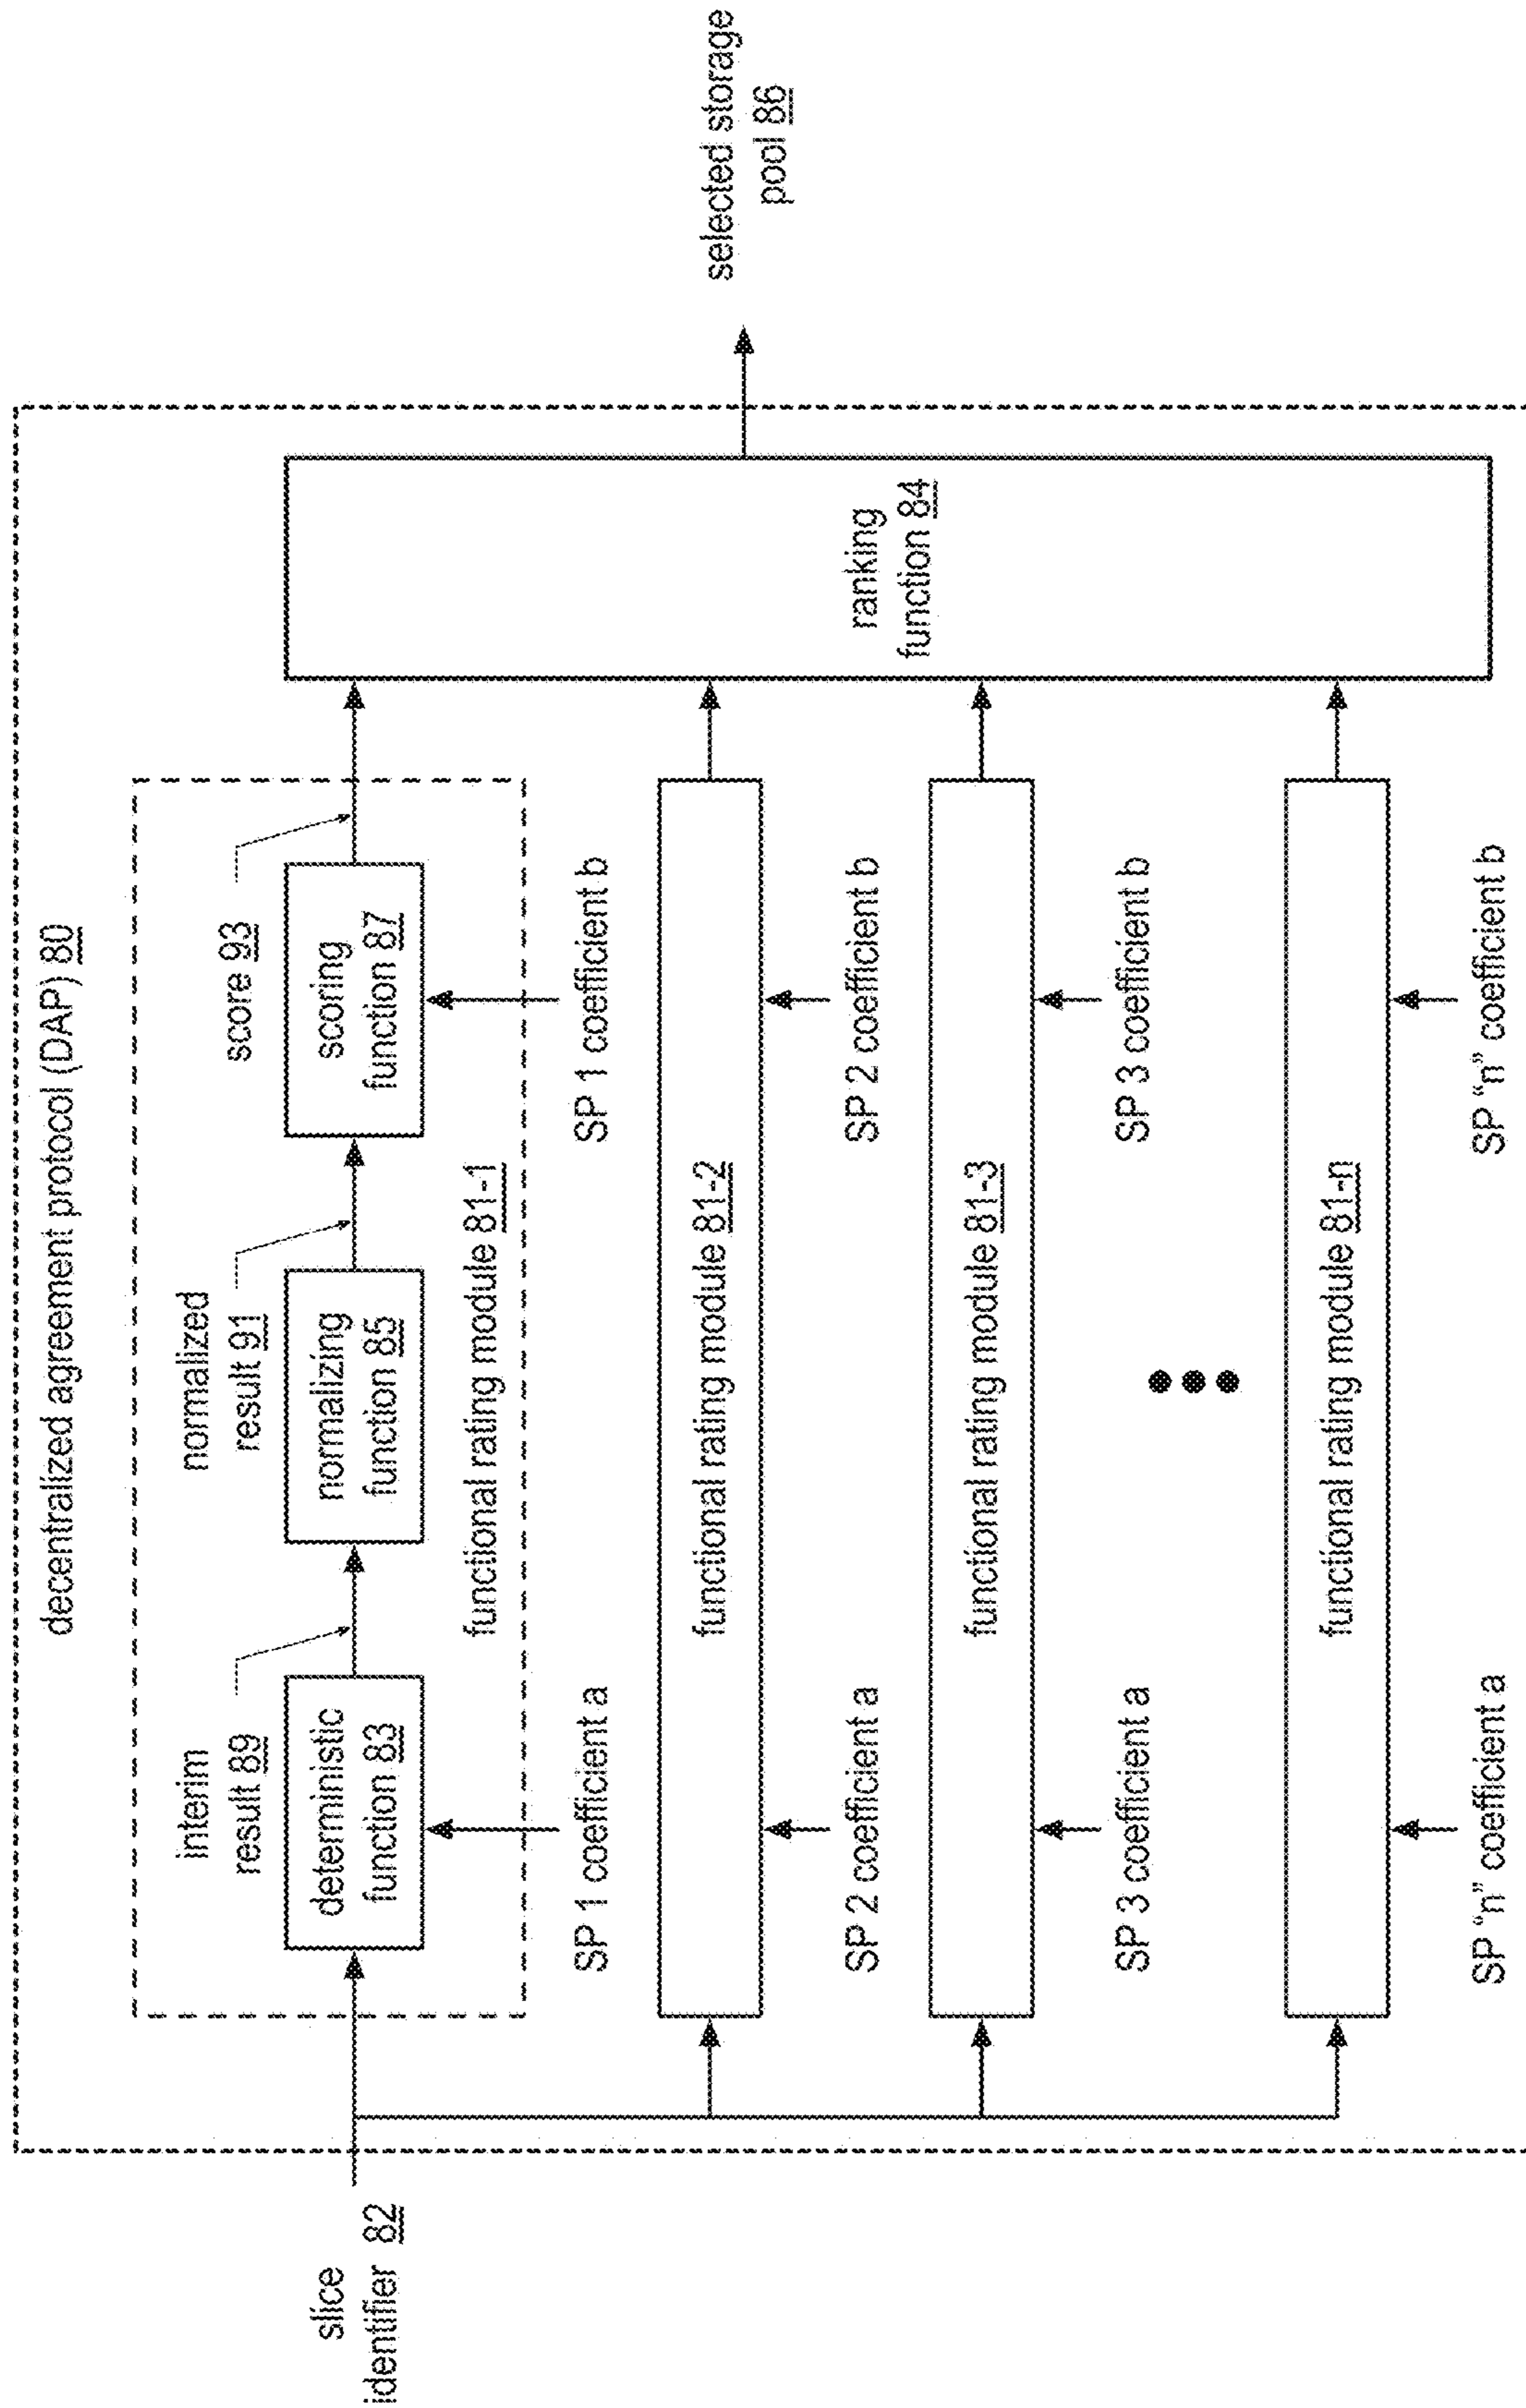 decentralized agreement protocol (DAP) 80
slice
identifier 82
interim
result 89
normalized
result 91
score 93
deterministic
function 83
normalizing
function 85
scoring
function 87
functional rating module 81-1
SP 1 coefficient a
SP 1 coefficient b
functional rating module 81-2
SP 2 coefficient a
SP 2 coefficient b
functional rating module 81-3
SP 3 coefficient a
SP 3 coefficient b
functional rating module 81-n
SP “n” coefficient a
SP “n” coefficient b
ranking
function 84
selected storage
pool 86